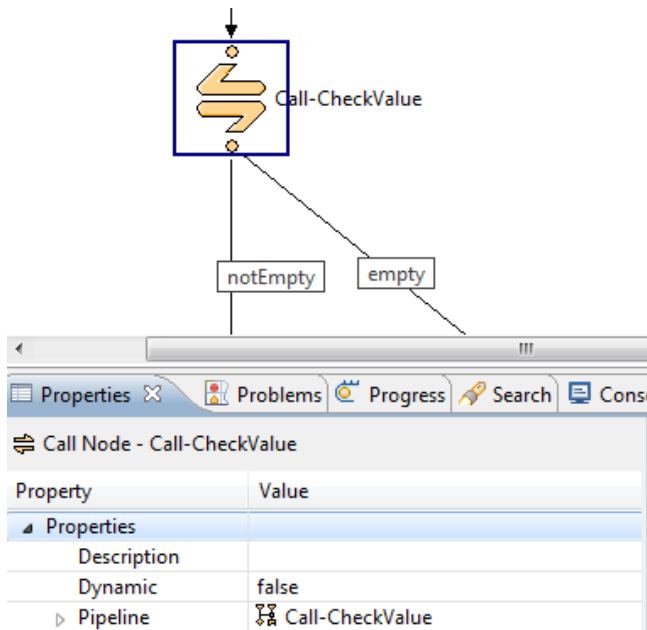 Call-CheckValue
notEmpty
empty
Properties Problems Progress Search Cons
Call Node - Call-CheckValue
Property Value
Properties
Description
Dynamic false
Pipeline Call-CheckValue